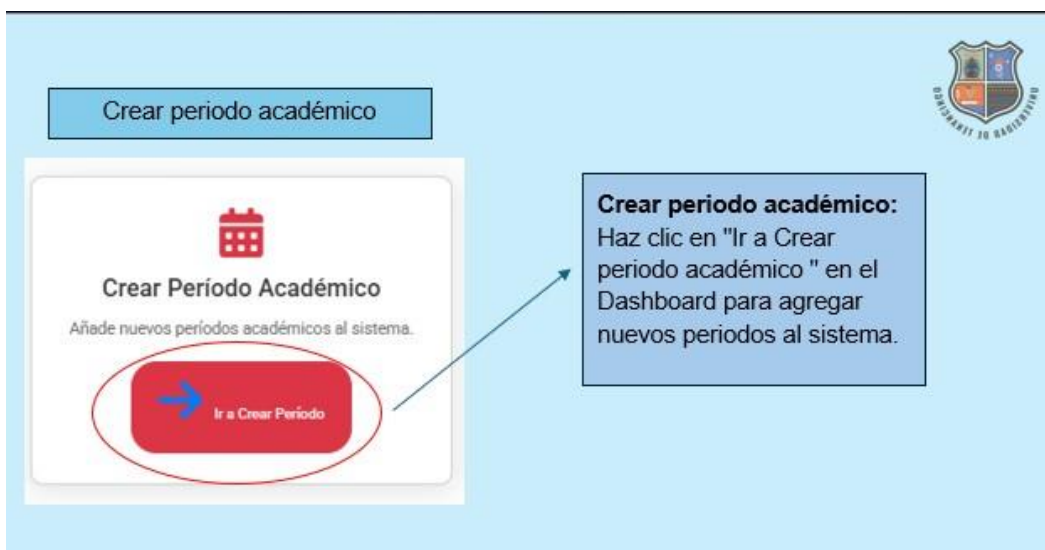 Crear periodo académico
Crear Período Académico
Añade nuevos períodos académicos al sistema.
Ir a Crear Período
Crear periodo académico:
Haz clic en "Ir a Crear
periodo académico " en el
Dashboard para agregar
nuevos periodos al sistema.